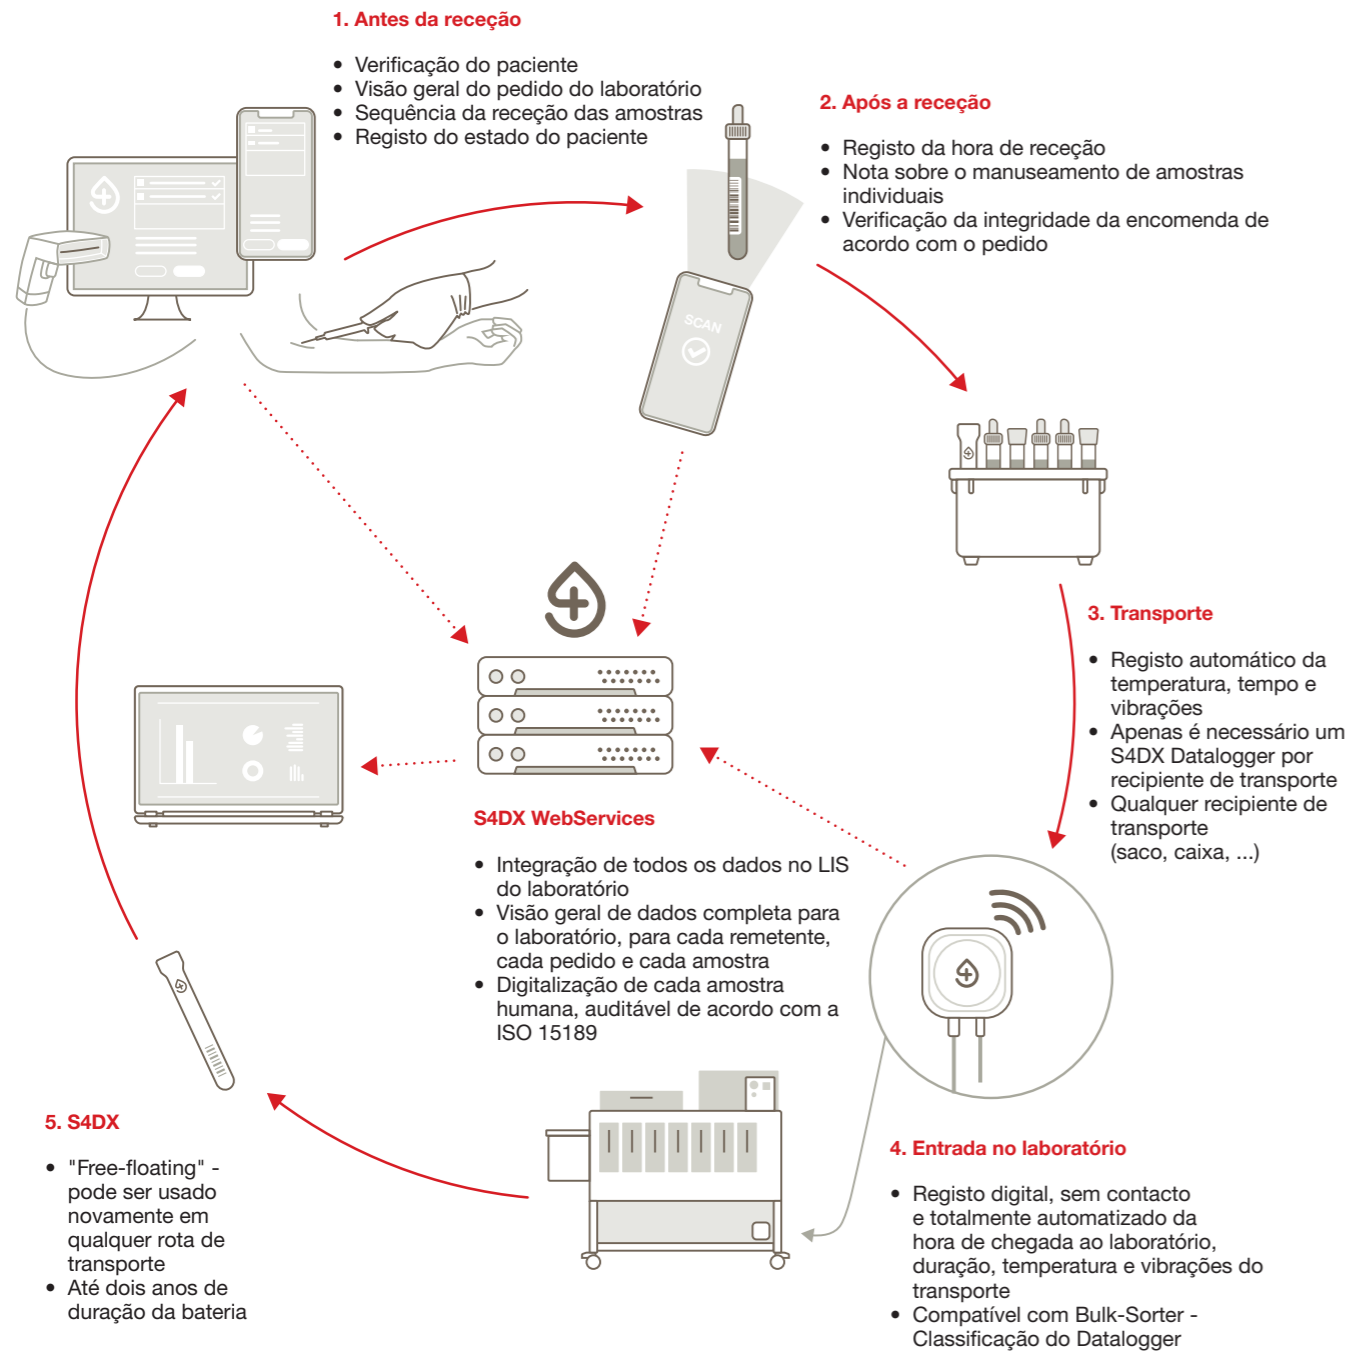 1. Antes da receção
• Verificação do paciente
• Visão geral do pedido do laboratório
• Sequência da receção das amostras
• Registo do estado do paciente
2. Após a receção
• Registo da hora de receção
• Nota sobre o manuseamento de amostras
individuais
• Verificação da integridade da encomenda de
acordo com o pedido
SCAN
3. Transporte
• Registo automático da
temperatura, tempo e
vibrações
• Apenas é necessário um
S4DX Datalogger por
recipiente de transporte
• Qualquer recipiente de
transporte
(saco, caixa, ...)
S4DX WebServices
• Integração de todos os dados no LIS
do laboratório
• Visão geral de dados completa para
o laboratório, para cada remetente,
cada pedido e cada amostra
• Digitalização de cada amostra
humana, auditável de acordo com a
ISO 15189
4. Entrada no laboratório
• Registo digital, sem contacto
e totalmente automatizado da
hora de chegada ao laboratório,
duração, temperatura e vibrações do
transporte
• Compatível com Bulk-Sorter -
Classificação do Datalogger
5. S4DX
• "Free-floating" -
pode ser usado
novamente em
qualquer rota de
transporte
• Até dois anos de
duração da bateria